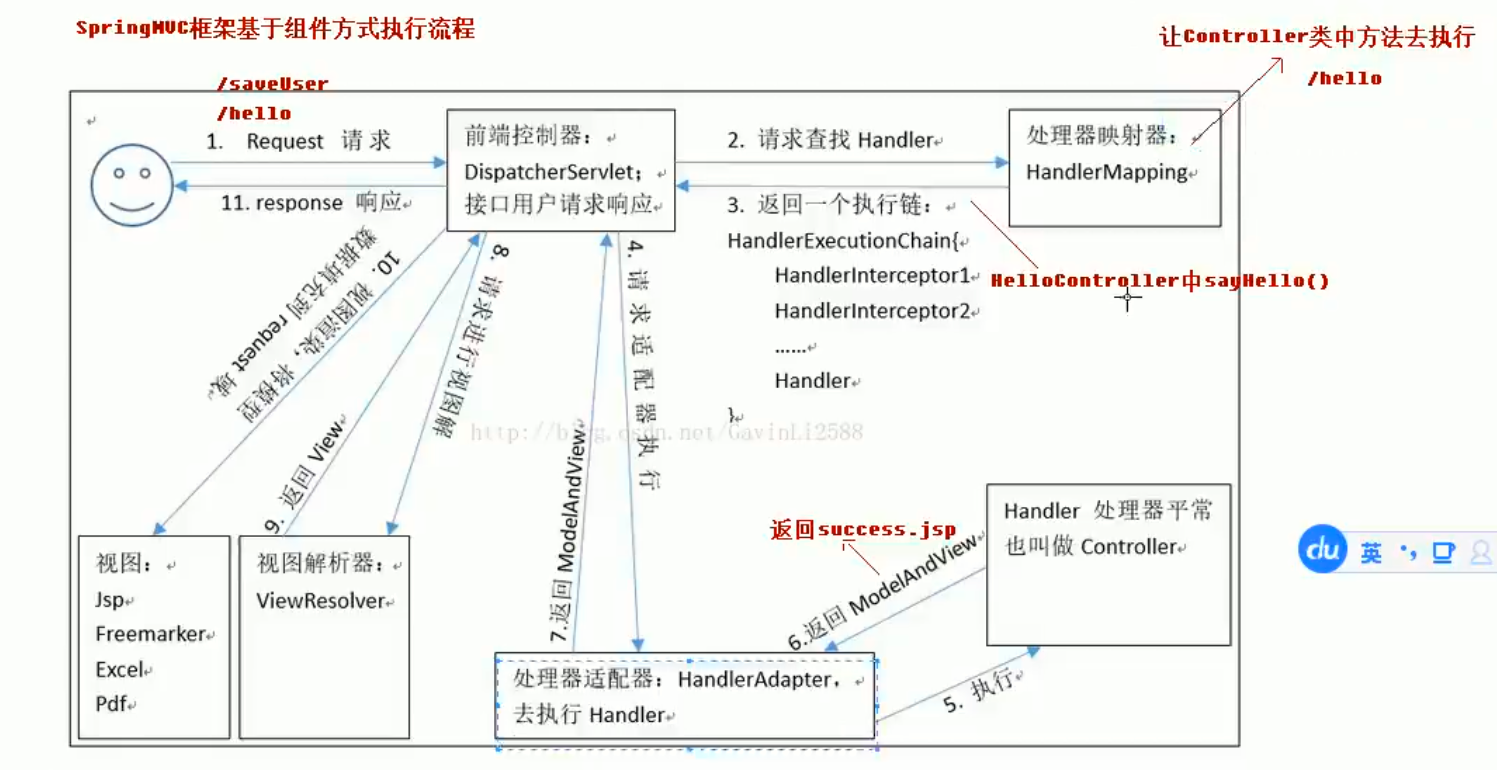 SpringMVC框架基于组件方式执行流程
让Controller类中方法去执行
/hello
/saveUser
/hello
1. Request 请求
11. response 响应
前端控制器：
DispatcherServlet；
接口用户请求响应
2. 请求查找 Handler
3. 返回一个执行链：
HandlerExecutionChain{
HandlerInterceptor1
HandlerInterceptor2
……
Handler
}
处理器映射器：
HandlerMapping
HelloController中sayHello()
10. 视图渲染，将模型
数据填充到 request 域。
9. 返回 View
8. 请求进行视图解
7.返回 ModelAndView
4. 请求适配器执行
http://blog.csdn.net/GavinLi2588
返回success.jsp
6.返回 ModelAndView
5. 执行
Handler 处理器平常
也叫做 Controller
视图：
Jsp
Freemarker
Excel
Pdf
视图解析器：
ViewResolver
处理器适配器：HandlerAdapter，
去执行 Handler
du 英